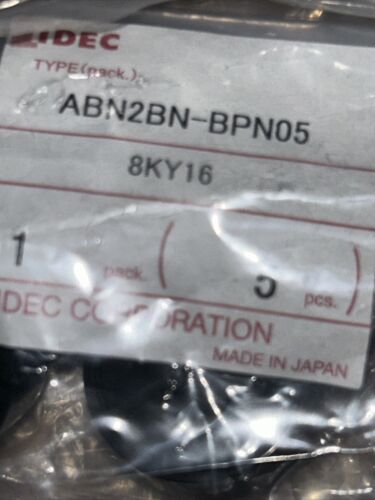 IDEC
TYPE(pack.)
ABN2BN-BPN05
8KY16
1 pack. ( 5 pcs. )
IDEC CORPORATION
MADE IN JAPAN